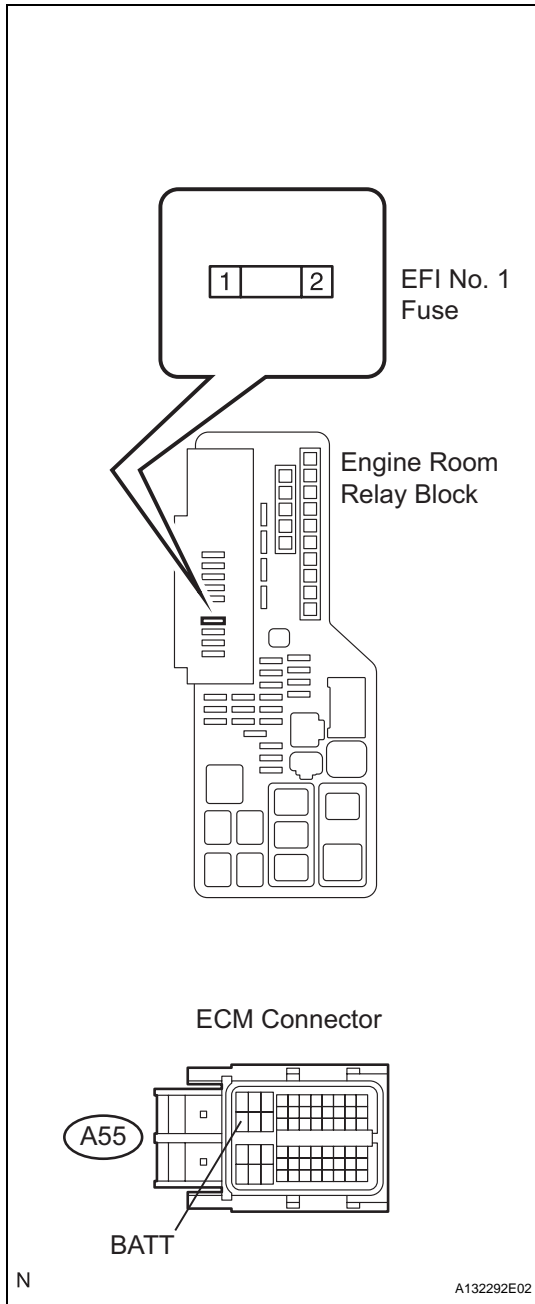 1 2
EFI No. 1
Fuse
Engine Room
Relay Block
ECM Connector
A55
BATT
N
A132292E02